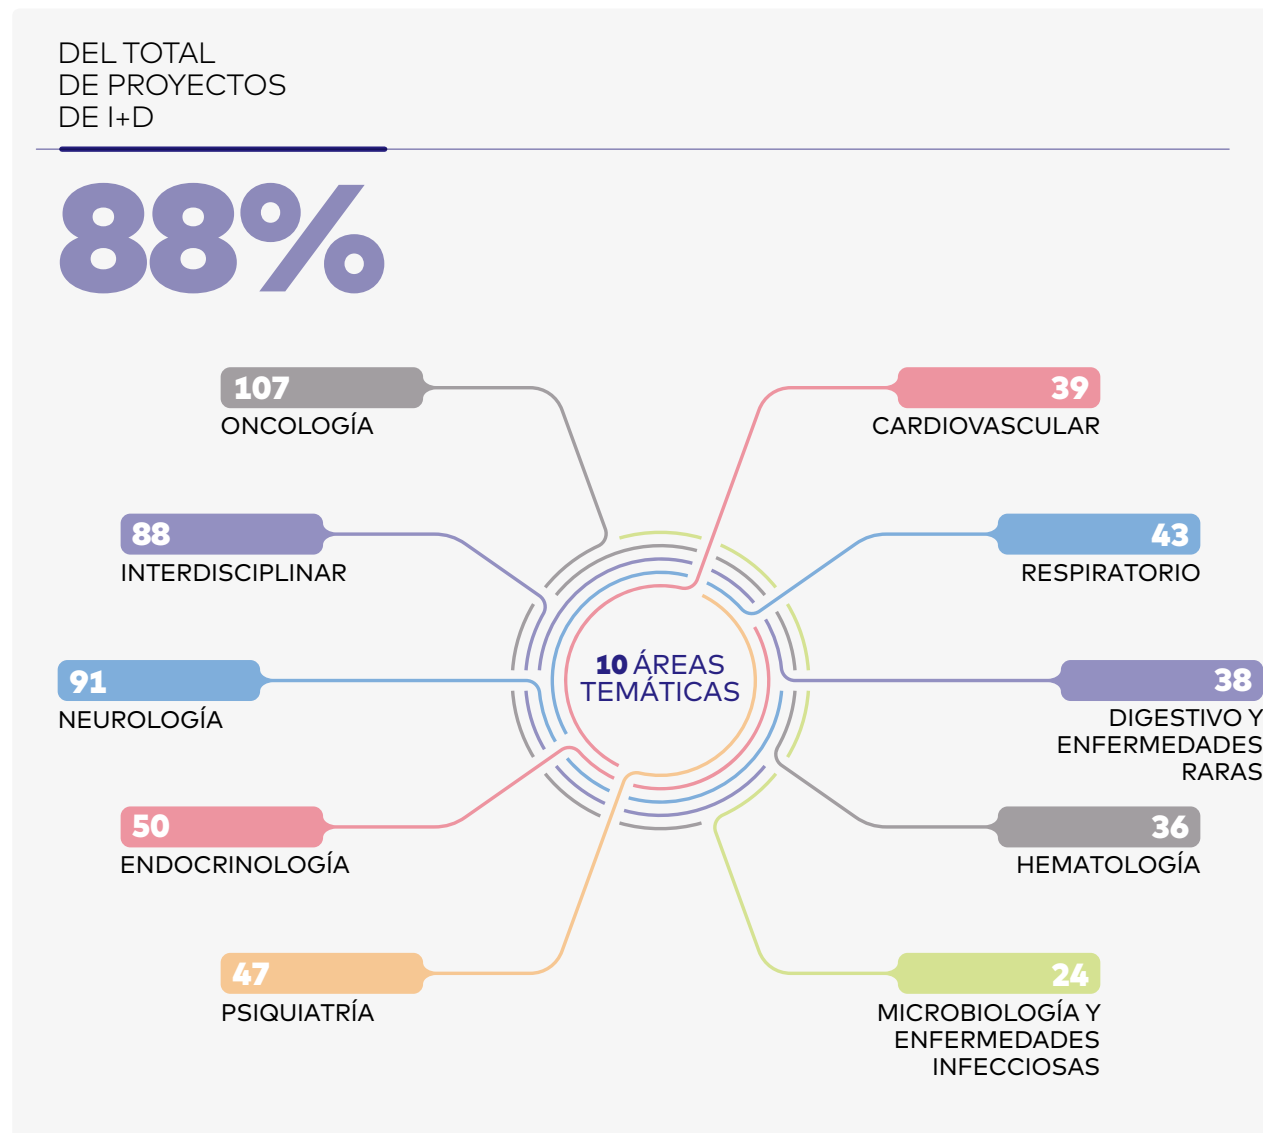 DEL TOTAL
DE PROYECTOS
DE I+D
88%
107
ONCOLOGÍA
39
CARDIOVASCULAR
88
INTERDISCIPLINAR
43
RESPIRATORIO
10 ÁREAS
TEMÁTICAS
91
NEUROLOGÍA
38
DIGESTIVO Y
ENFERMEDADES
RARAS
50
ENDOCRINOLOGÍA
36
HEMATOLOGÍA
47
PSIQUIATRÍA
24
MICROBIOLOGÍA Y
ENFERMEDADES
INFECCIOSAS